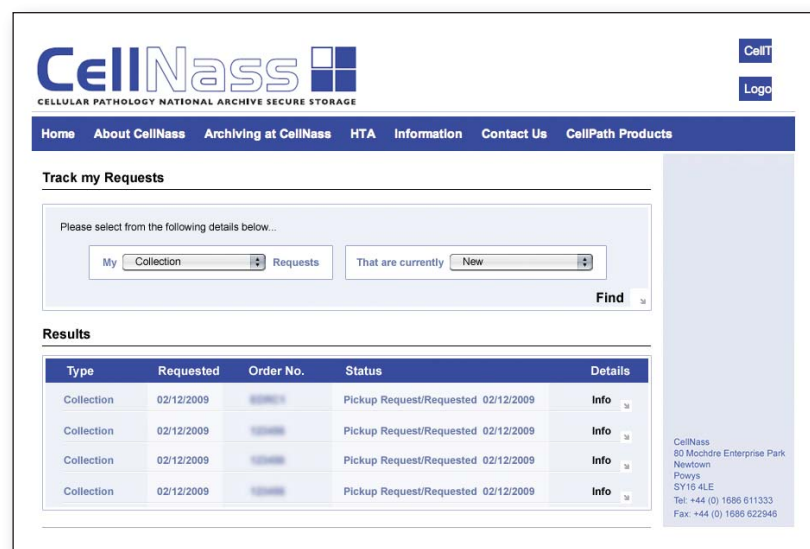 CellNass
CELLULAR PATHOLOGY NATIONAL ARCHIVE SECURE STORAGE
CellT
Logo
Home About CellNass Archiving at CellNass HTA Information Contact Us CellPath Products
Track my Requests
Please select from the following details below...
My Collection Requests That are currently New
Find
Results
Type Requested Order No. Status Details
Collection 02/12/2009 Pickup Request/Requested 02/12/2009 Info
Collection 02/12/2009 Pickup Request/Requested 02/12/2009 Info
Collection 02/12/2009 Pickup Request/Requested 02/12/2009 Info
Collection 02/12/2009 Pickup Request/Requested 02/12/2009 Info
CellNass
80 Mochdre Enterprise Park
Newtown
Powys
SY16 4LE
Tel: +44 (0) 1686 611333
Fax: +44 (0) 1686 622946